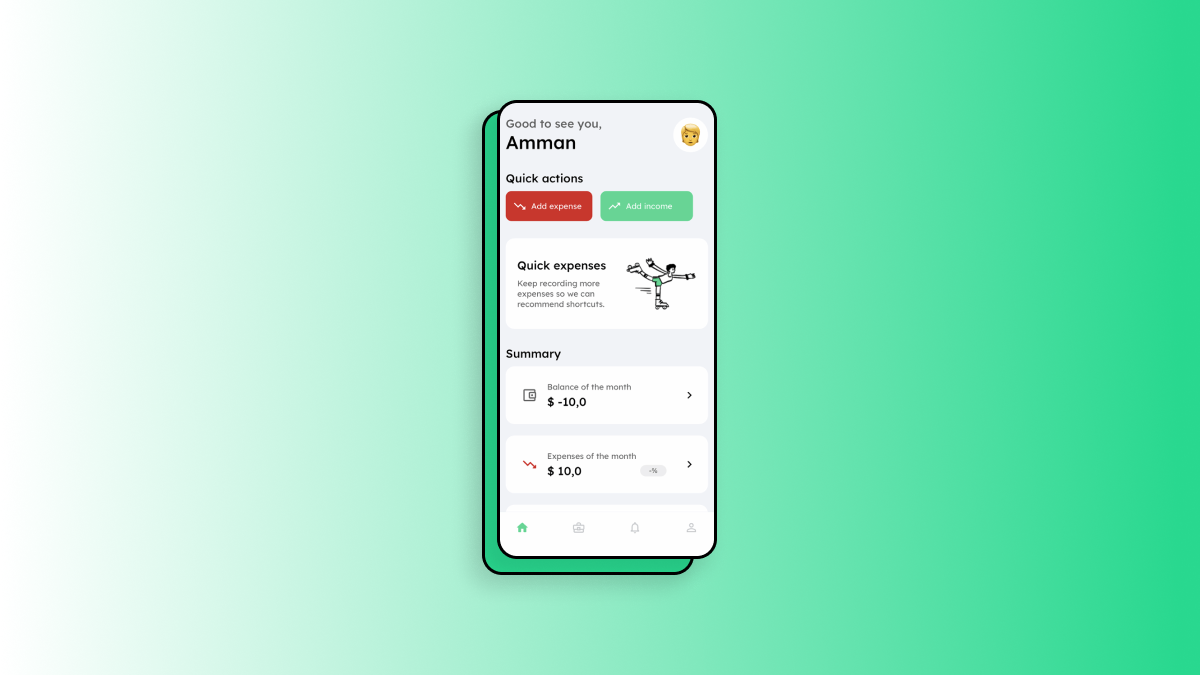 Good to see you,
Amman
Quick actions
Add expense
Add income
Quick expenses
Keep recording more
expenses so we can
recommend shortcuts.
Summary
Balance of the month
$ -10,0
Expenses of the month
$ 10,0
-%